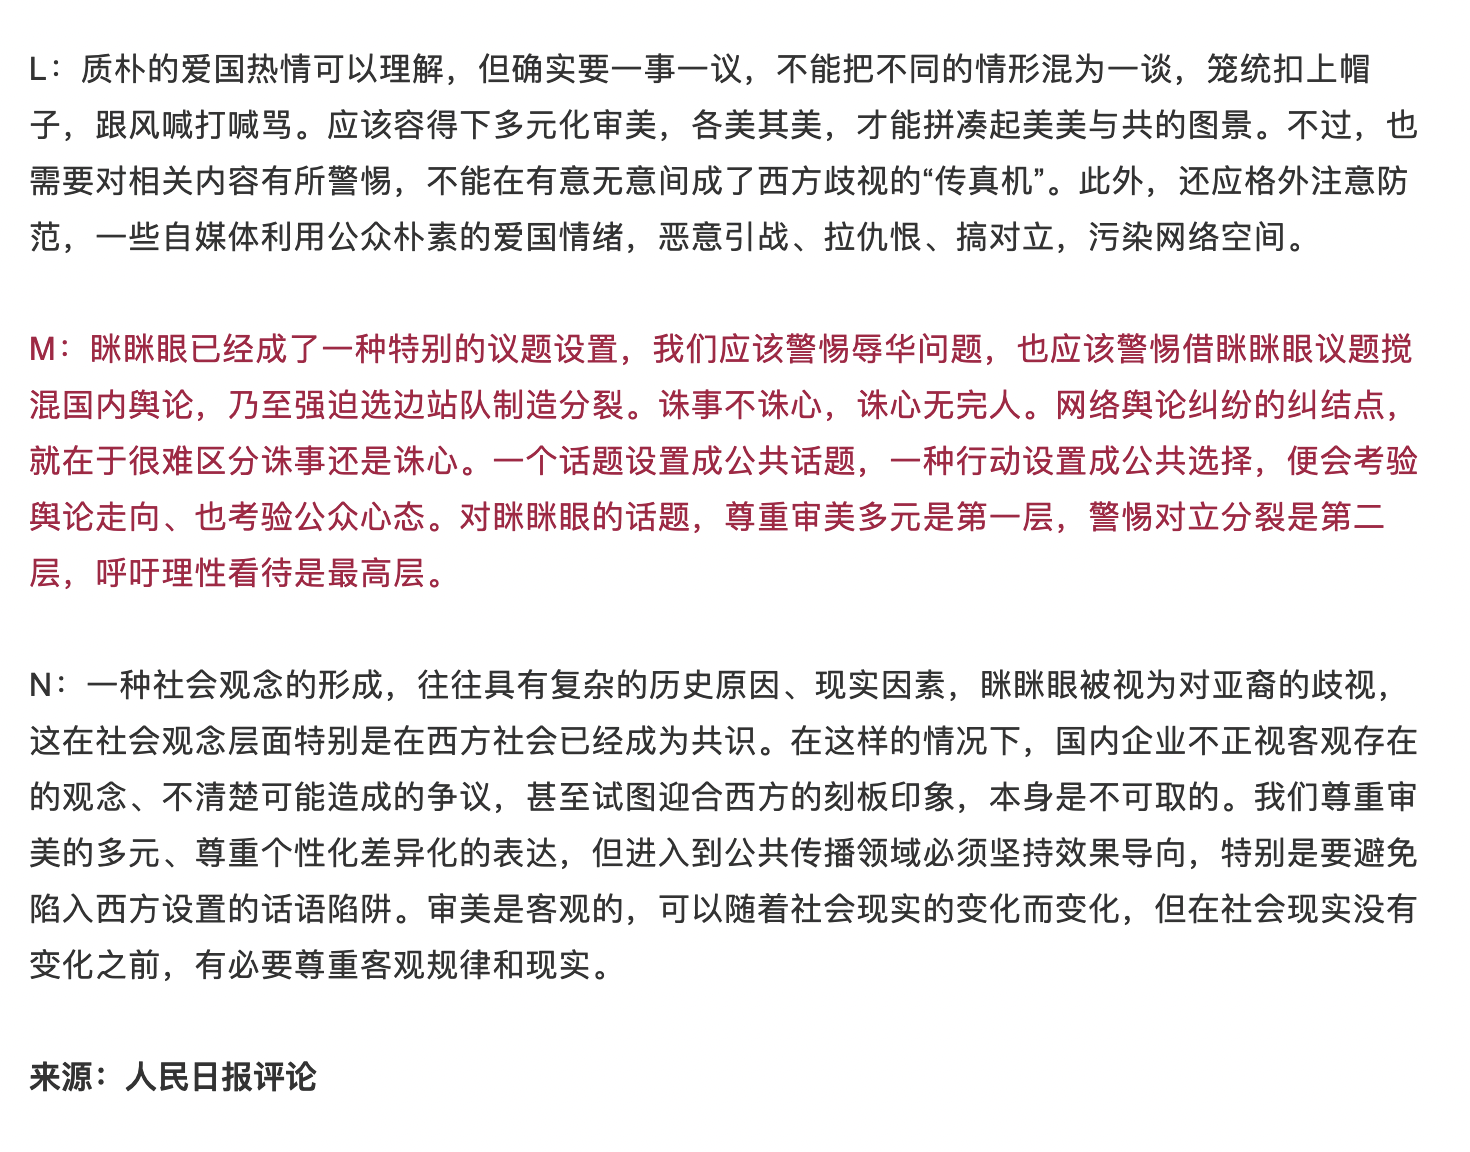 L：质朴的爱国热情可以理解，但确实要一事一议，不能把不同的情形混为一谈，笼统扣上帽
子，跟风喊打喊骂。应该容得下多元化审美，各美其美，才能拼凑起美美与共的图景。不过，也
需要对相关内容有所警惕，不能在有意无意间成了西方歧视的“传真机”。此外，还应格外注意防
范，一些自媒体利用公众朴素的爱国情绪，恶意引战、拉仇恨、搞对立，污染网络空间。
M：眯眯眼已经成了一种特别的议题设置，我们应该警惕辱华问题，也应该警惕借眯眯眼议题搅
混国内舆论，乃至强迫选边站队制造分裂。诛事不诛心，诛心无完人。网络舆论纠纷的纠结点，
就在于很难区分诛事还是诛心。一个话题设置成公共话题，一种行动设置成公共选择，便会考验
舆论走向、也考验公众心态。对眯眯眼的话题，尊重审美多元是第一层，警惕对立分裂是第二
层，呼吁理性看待是最高层。
N：一种社会观念的形成，往往具有复杂的历史原因、现实因素，眯眯眼被视为对亚裔的歧视，
这在社会观念层面特别是在西方社会已经成为共识。在这样的情况下，国内企业不正视客观存在
的观念、不清楚可能造成的争议，甚至试图迎合西方的刻板印象，本身是不可取的。我们尊重审
美的多元、尊重个性化差异化的表达，但进入到公共传播领域必须坚持效果导向，特别是要避免
陷入西方设置的话语陷阱。审美是客观的，可以随着社会现实的变化而变化，但在社会现实没有
变化之前，有必要尊重客观规律和现实。
来源：人民日报评论